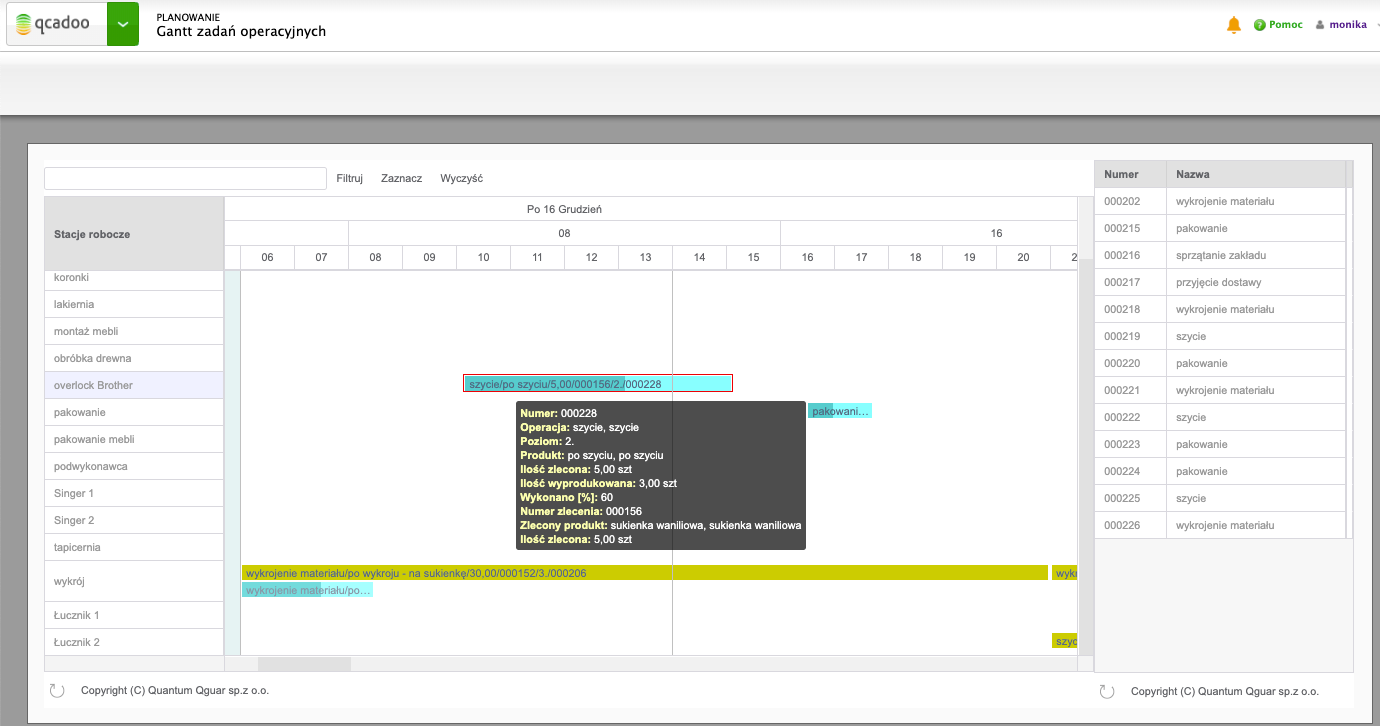 qcadoo
PLANOWANIE
Gantt zadań operacyjnych
Pomoc
monika
Filtruj Zaznacz Wyczyść
Stacje robocze
Po 16 Grudzień
08 16
06 07 08 09 10 11 12 13 14 15 16 17 18 19 20 2
koronki
lakiernia
montaż mebli
obróbka drewna
overlock Brother
pakowanie
pakowanie mebli
podwykonawca
Singer 1
Singer 2
tapicernia
wykrój
Łucznik 1
Łucznik 2
szycie/po szyciu/5,00/000156/2./000228
pakowani...
Numer: 000228
Operacja: szycie, szycie
Poziom: 2.
Produkt: po szyciu, po szyciu
Ilość zlecona: 5,00 szt
Ilość wyprodukowana: 3,00 szt
Wykonano [%]: 60
Numer zlecenia: 000156
Zlecony produkt: sukienka waniliowa, sukienka waniliowa
Ilość zlecona: 5,00 szt
wykrojenie materiału/po wykroju - na sukienkę/30,00/000152/3./000206
wykr
wykrojenie materiału/po...
szyc
Numer Nazwa
000202 wykrojenie materiału
000215 pakowanie
000216 sprzątanie zakładu
000217 przyjęcie dostawy
000218 wykrojenie materiału
000219 szycie
000220 pakowanie
000221 wykrojenie materiału
000222 szycie
000223 pakowanie
000224 pakowanie
000225 szycie
000226 wykrojenie materiału
Copyright (C) Quantum Qguar sp.z o.o.
Copyright (C) Quantum Qguar sp.z o.o.